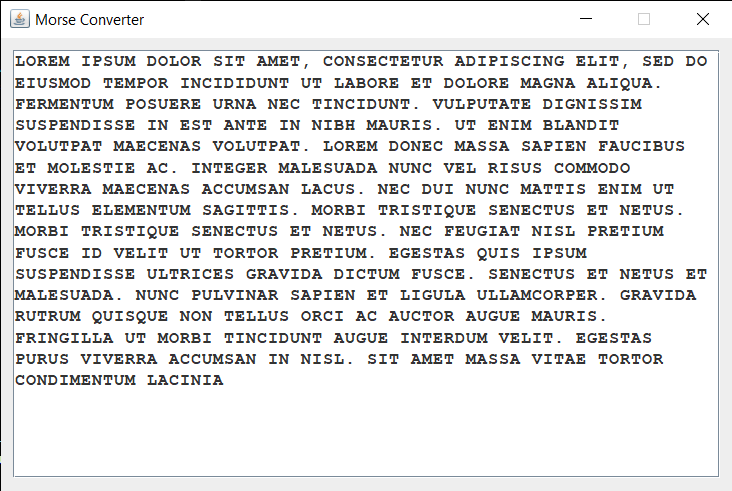 Morse Converter
LOREM IPSUM DOLOR SIT AMET, CONSECTETUR ADIPISCING ELIT, SED DO
EIUSMOD TEMPOR INCIDIDUNT UT LABORE ET DOLORE MAGNA ALIQUA.
FERMENTUM POSUERE URNA NEC TINCIDUNT. VULPUTATE DIGNISSIM
SUSPENDISSE IN EST ANTE IN NIBH MAURIS. UT ENIM BLANDIT
VOLUTPAT MAECENAS VOLUTPAT. LOREM DONEC MASSA SAPIEN FAUCIBUS
ET MOLESTIE AC. INTEGER MALESUADA NUNC VEL RISUS COMMODO
VIVERRA MAECENAS ACCUMSAN LACUS. NEC DUI NUNC MATTIS ENIM UT
TELLUS ELEMENTUM SAGITTIS. MORBI TRISTIQUE SENECTUS ET NETUS.
MORBI TRISTIQUE SENECTUS ET NETUS. NEC FEUGIAT NISL PRETIUM
FUSCE ID VELIT UT TORTOR PRETIUM. EGESTAS QUIS IPSUM
SUSPENDISSE ULTRICES GRAVIDA DICTUM FUSCE. SENECTUS ET NETUS ET
MALESUADA. NUNC PULVINAR SAPIEN ET LIGULA ULLAMCORPER. GRAVIDA
RUTRUM QUISQUE NON TELLUS ORCI AC AUCTOR AUGUE MAURIS.
FRINGILLA UT MORBI TINCIDUNT AUGUE INTERDUM VELIT. EGESTAS
PURUS VIVERRA ACCUMSAN IN NISL. SIT AMET MASSA VITAE TORTOR
CONDIMENTUM LACINIA